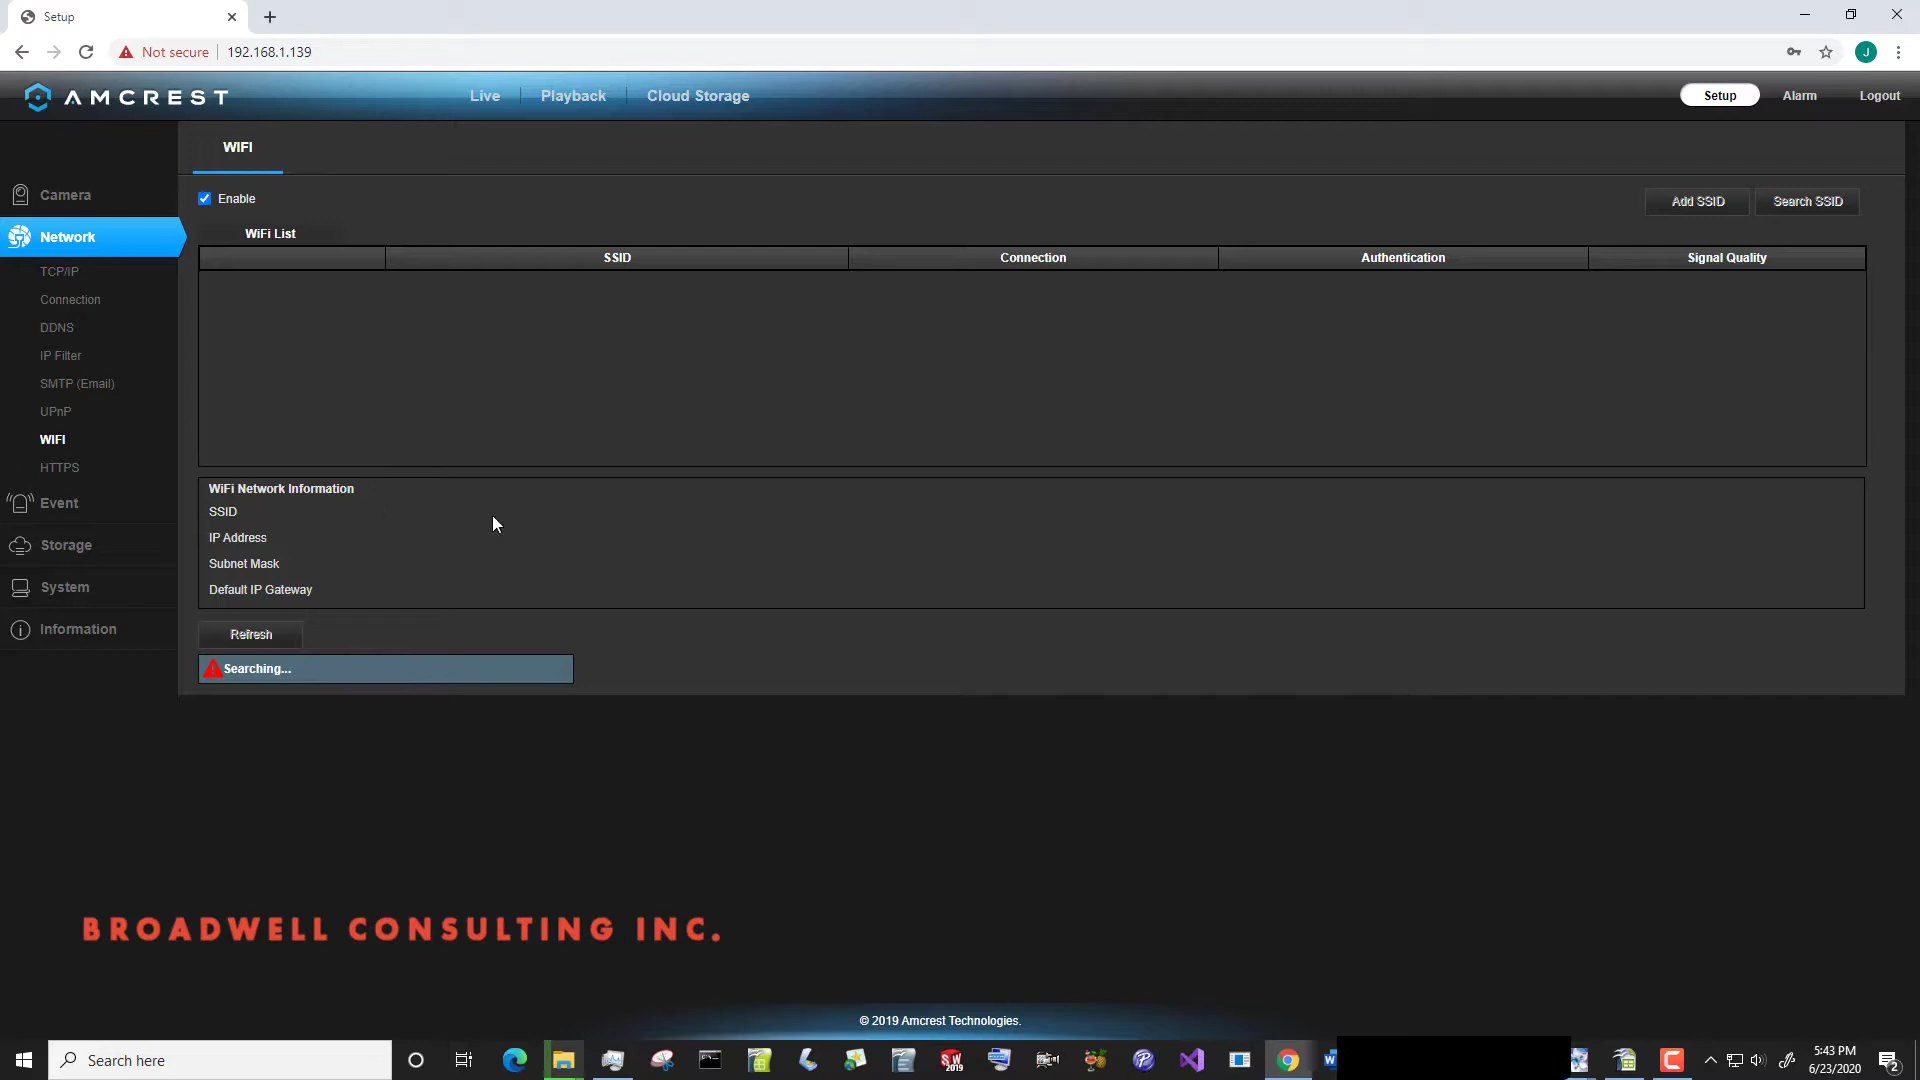 Setup
Not secure
192.168.1.139
J
AMCREST
Live
Playback
Cloud Storage
Setup
Alarm
Logout
WIFI
Camera
Network
TCP/IP
Connection
DDNS
IP Filter
SMTP (Email)
UPnP
WIFI
HTTPS
Event
Storage
System
Information
Enable
Add SSID
Search SSID
WiFi List
SSID
Connection
Authentication
Signal Quality
WiFi Network Information
SSID
IP Address
Subnet Mask
Default IP Gateway
Refresh
Searching...
BROADWELL CONSULTING INC.
© 2019 Amcrest Technologies.
Search here
SW
2019
W
5:43 PM
6/23/2020
2